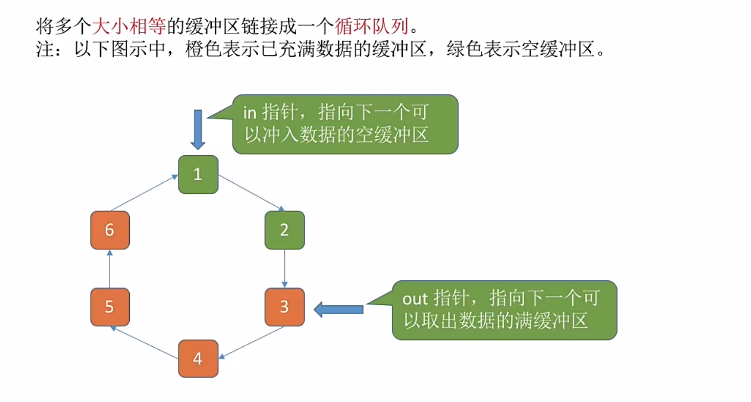 将多个大小相等的缓冲区链接成一个循环队列。
注：以下图示中，橙色表示已充满数据的缓冲区，绿色表示空缓冲区。
in 指针，指向下一个可
以冲入数据的空缓冲区
1
6
2
5
3
out 指针，指向下一个可
以取出数据的满缓冲区
4